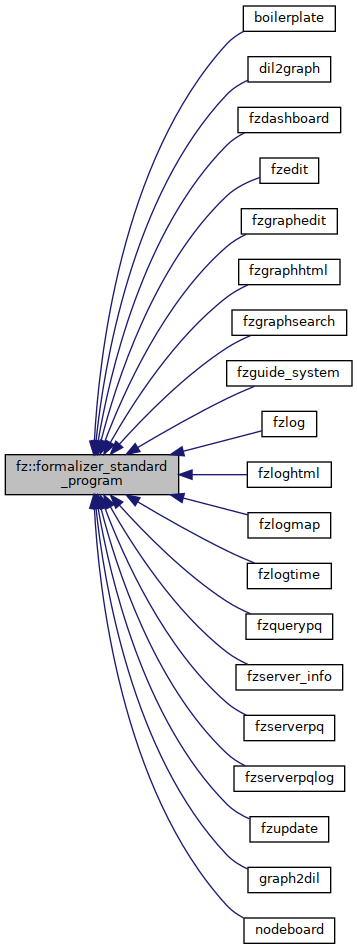 boilerplate
dil2graph
fzdashboard
fzedit
fzgraphedit
fzgraphhtml
fzgraphsearch
fzguide_system
fzlog
fz::formalizer_standard
_program
fzloghtml
fzlogmap
fzlogtime
fzquerypq
fzserver_info
fzserverpq
fzserverpqlog
fzupdate
graph2dil
nodeboard